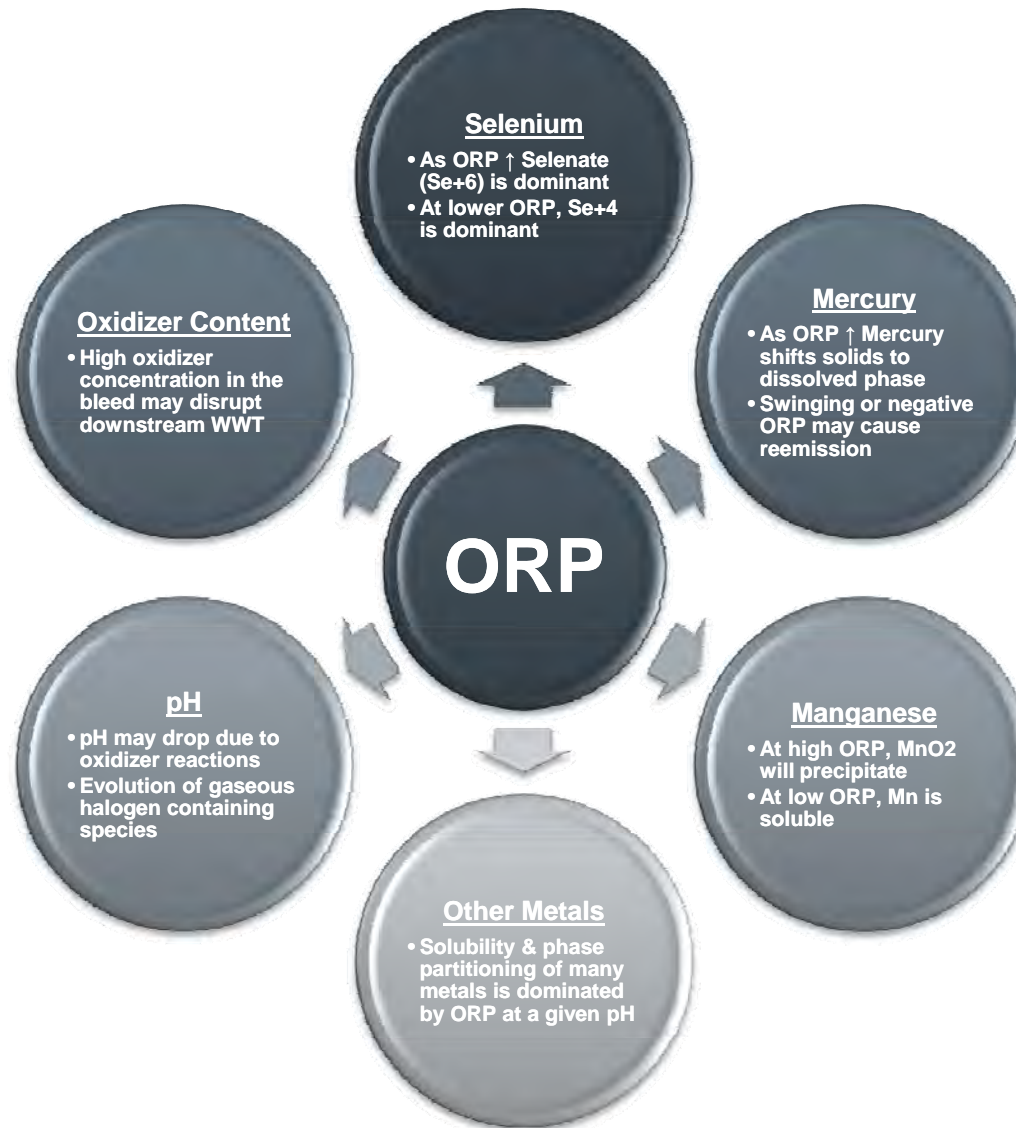 Selenium
• As ORP ↑ Selenate
(Se+6) is dominant
• At lower ORP, Se+4
is dominant
Oxidizer Content
• High oxidizer
concentration in the
bleed may disrupt
downstream WWT
Mercury
• As ORP ↑ Mercury
shifts solids to
dissolved phase
• Swinging or negative
ORP may cause
reemission
ORP
pH
• pH may drop due to
oxidizer reactions
• Evolution of gaseous
halogen containing
species
Manganese
• At high ORP, MnO2
will precipitate
• At low ORP, Mn is
soluble
Other Metals
• Solubility & phase
partitioning of many
metals is dominated
by ORP at a given pH